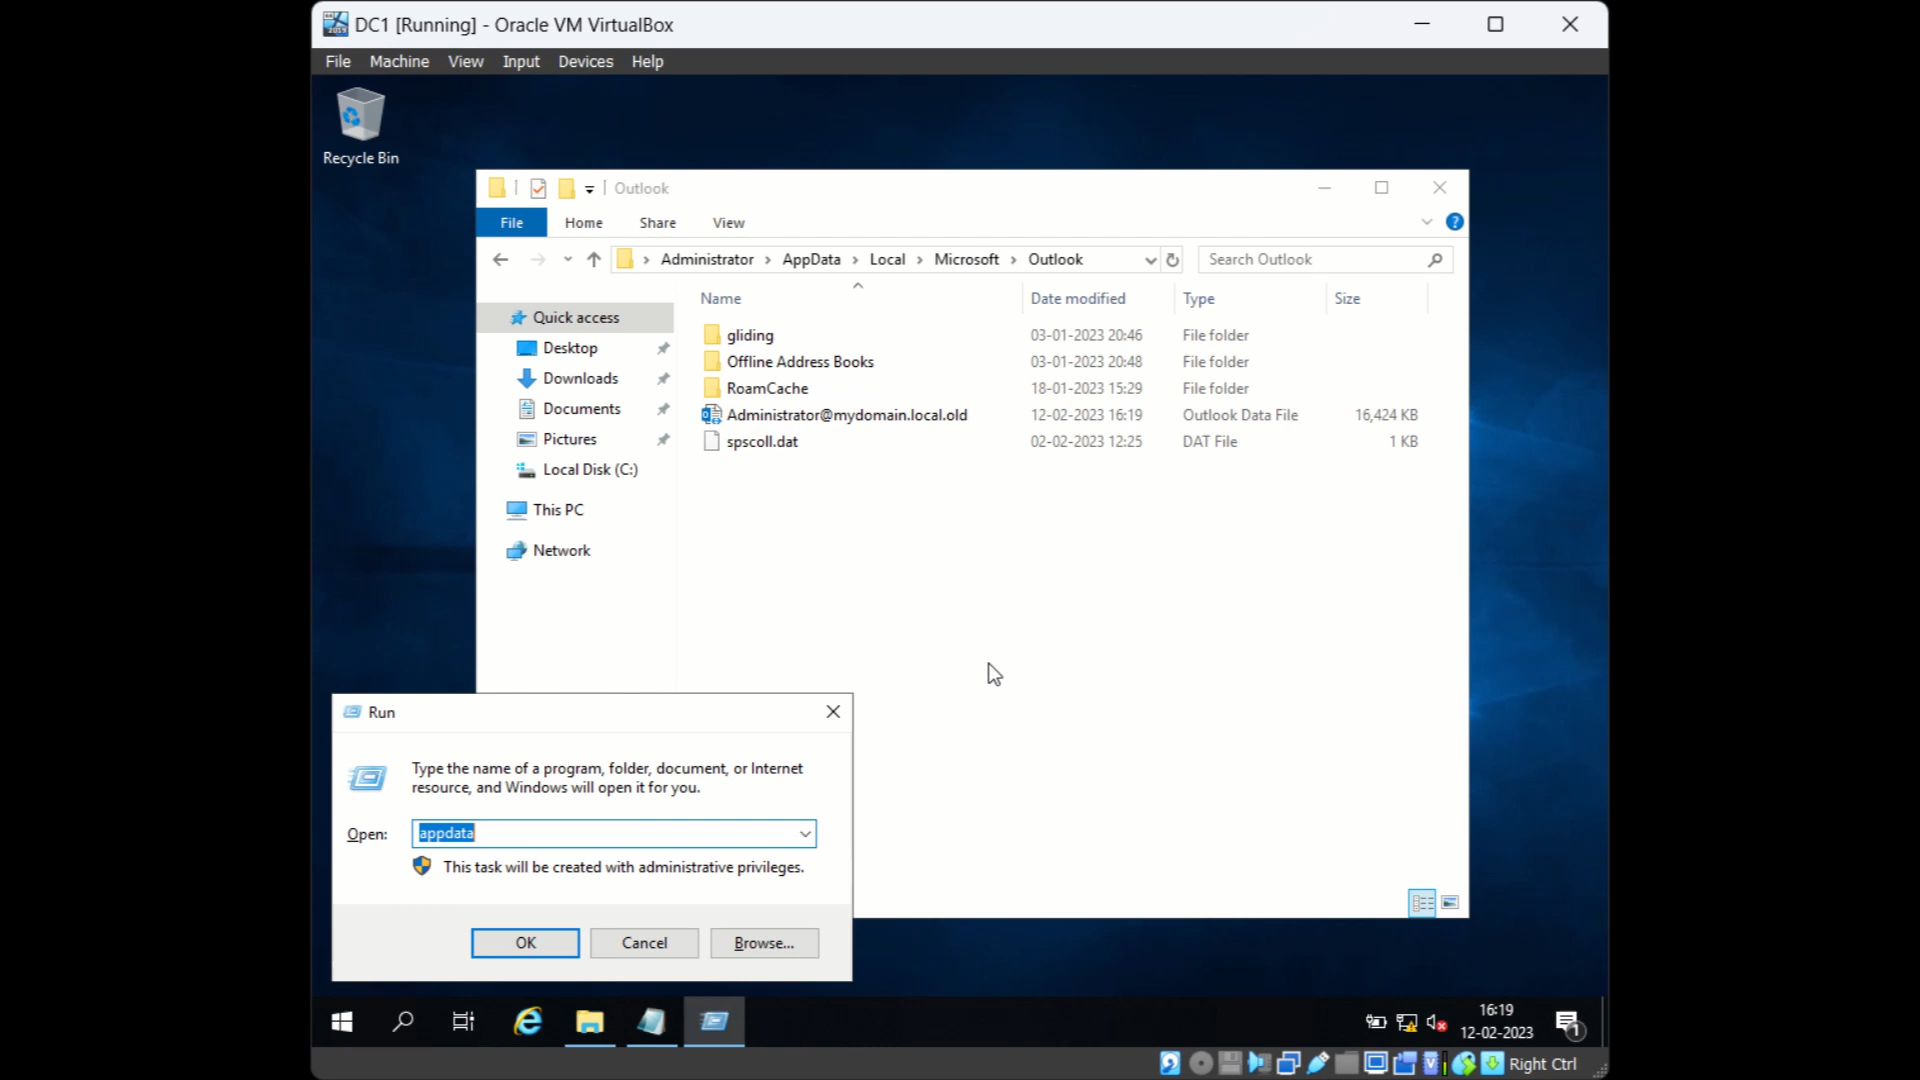 DC1 [Running] - Oracle VM VirtualBox
File Machine View Input Devices Help
Recycle Bin
Outlook
File Home Share View
Administrator AppData Local Microsoft Outlook
Search Outlook
Name Date modified Type Size
Quick access
Desktop
Downloads
Documents
Pictures
Local Disk (C:)
This PC
Network
gliding 03-01-2023 20:46 File folder
Offline Address Books 03-01-2023 20:48 File folder
RoamCache 18-01-2023 15:29 File folder
Administrator@mydomain.local.old 12-02-2023 16:19 Outlook Data File 16,424 KB
spscoll.dat 02-02-2023 12:25 DAT File 1 KB
Run
Type the name of a program, folder, document, or Internet
resource, and Windows will open it for you.
Open: appdata
This task will be created with administrative privileges.
OK Cancel Browse...
16:19
12-02-2023
1
Right Ctrl